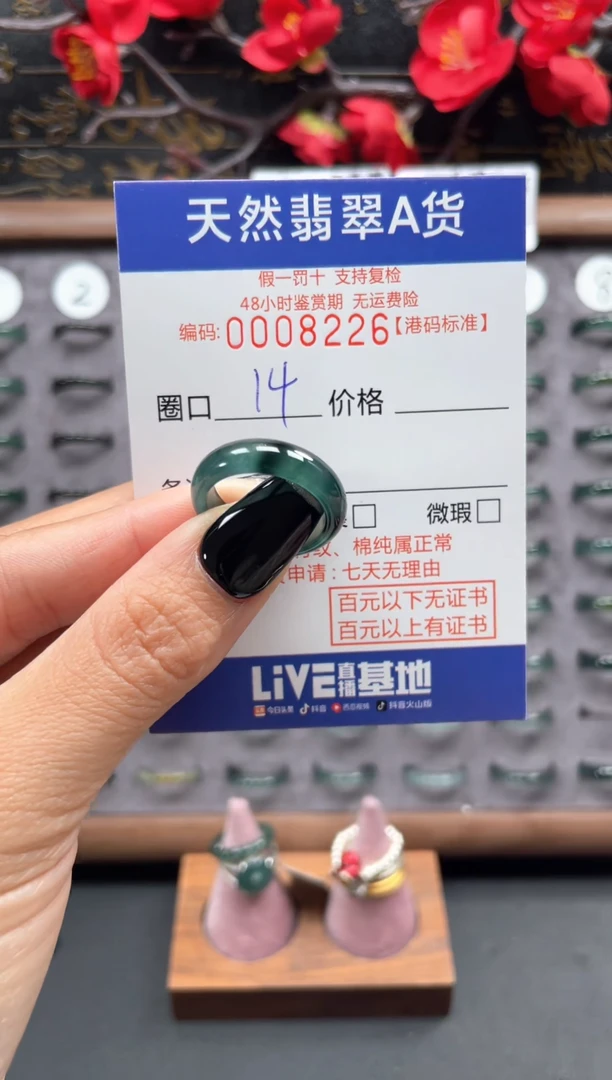 2
天然翡翠A货
假一罚十 支持复检
48小时鉴赏期 无运费险
编码: 0008226【港码标准】
圈口 14 价格
微瑕
纹、棉纯属正常
申请:七天无理由
百元以下无证书
百元以上有证书
LIVE直播基地
今日头条 抖音 西瓜视频 抖音火山版